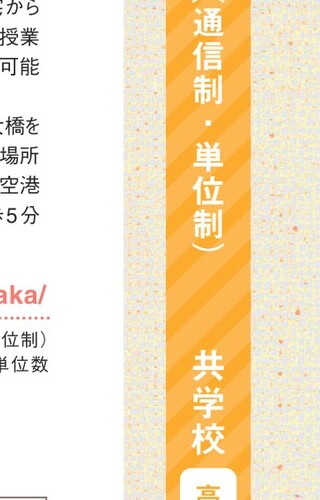 から
授業
可能
大橋を
場所
空港
歩5分
aka/
位制）
単位数
通信制・単位制）
共学校
高